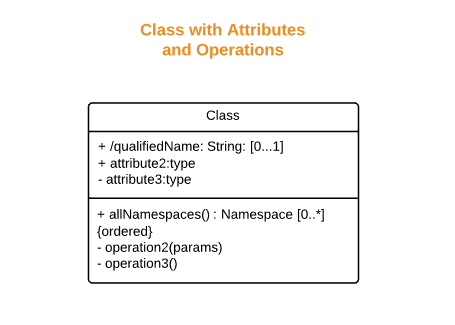 Class with Attributes
and Operations
Class
+ /qualifiedName: String: [0...1]
+ attribute2:type
- attribute3:type
+ allNamespaces() : Namespace [0..*]
{ordered}
- operation2(params)
- operation3()